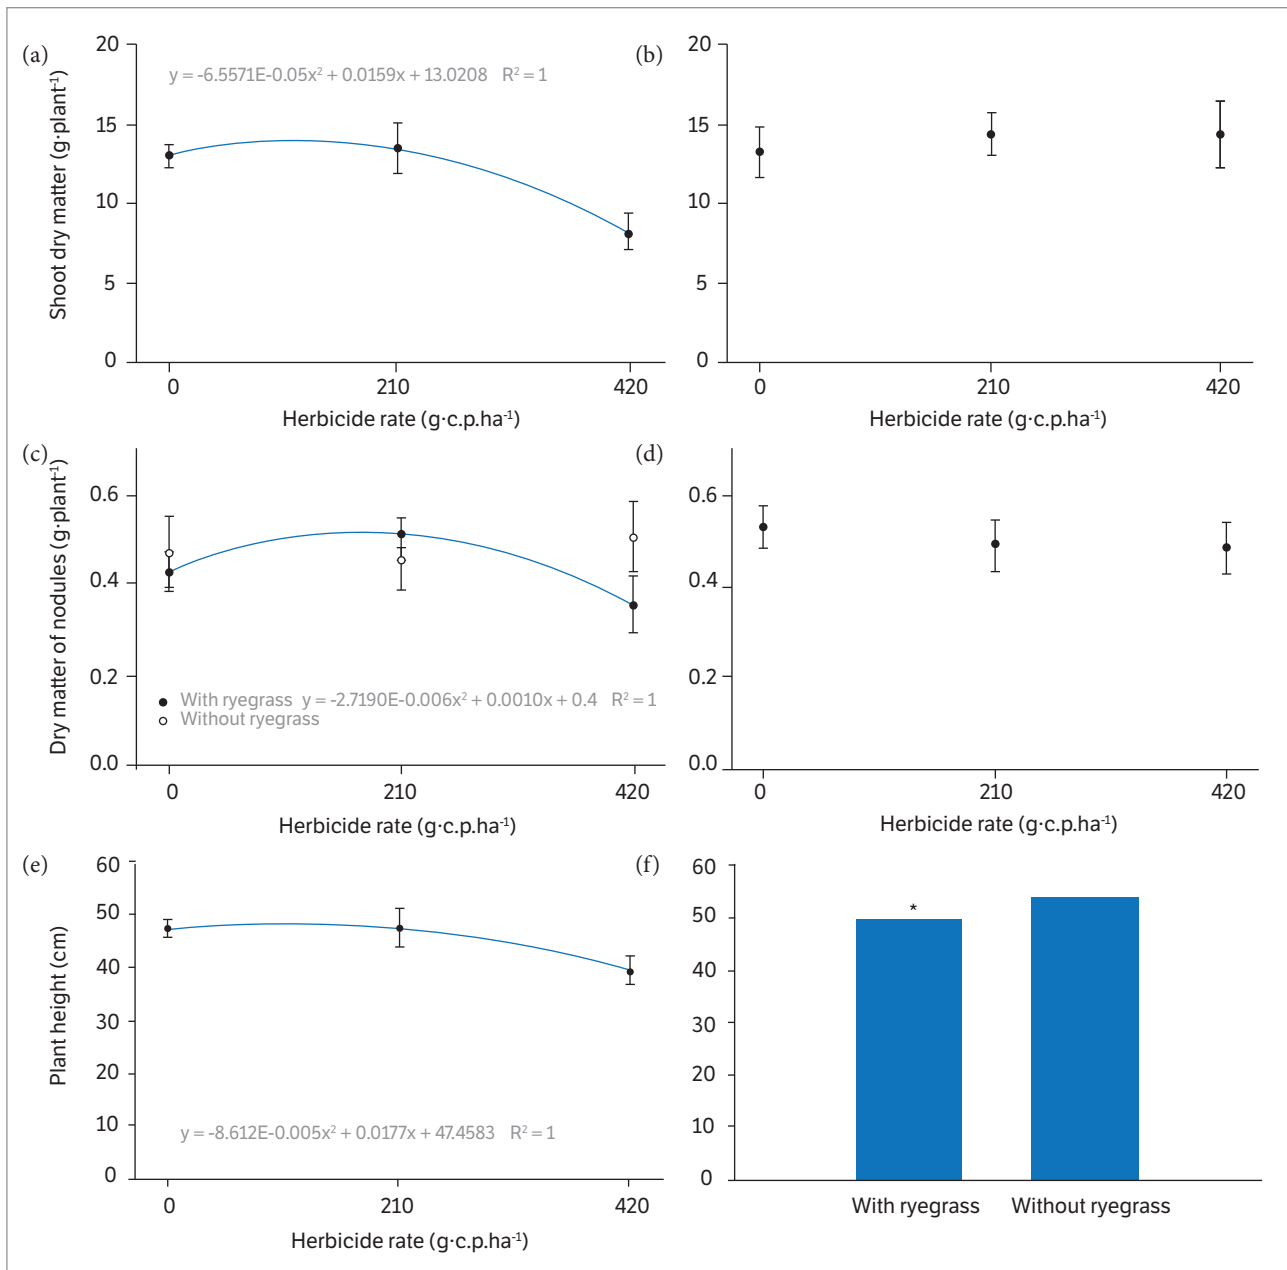 (a)
20
15
10
5
0
Shoot dry matter (g·plant⁻¹)
y = -6.5571E-0.05x² + 0.0159x + 13.0208 R² = 1
0 210 420
Herbicide rate (g·c.p.ha⁻¹)
(b)
20
15
10
5
0
0 210 420
Herbicide rate (g·c.p.ha⁻¹)
(c)
0.6
0.4
0.2
0.0
Dry matter of nodules (g·plant⁻¹)
With ryegrass y = -2.7190E-0.006x² + 0.0010x + 0.4 R² = 1
Without ryegrass
0 210 420
Herbicide rate (g·c.p.ha⁻¹)
(d)
0.6
0.4
0.2
0.0
0 210 420
Herbicide rate (g·c.p.ha⁻¹)
(e)
60
50
40
30
20
10
0
Plant height (cm)
y = -8.612E-0.005x² + 0.0177x + 47.4583 R² = 1
0 210 420
Herbicide rate (g·c.p.ha⁻¹)
(f)
60
50
40
30
20
10
0
*
With ryegrass Without ryegrass